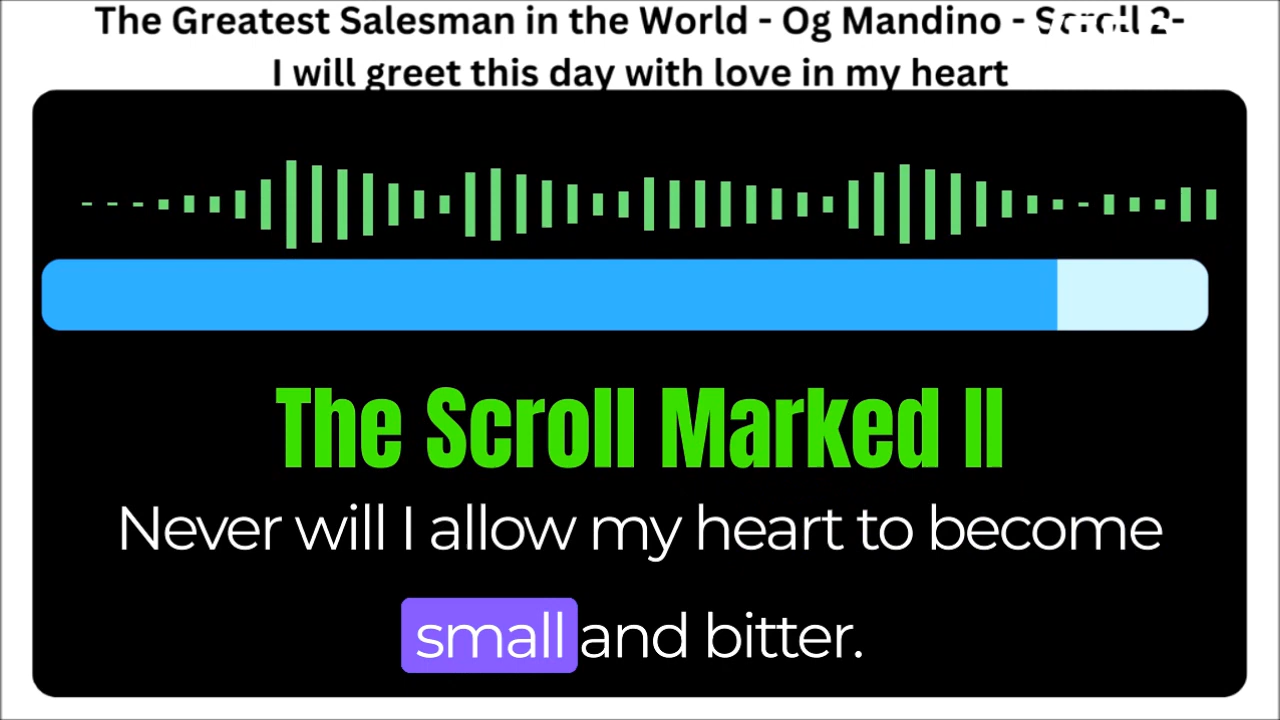 The Greatest Salesman in the World - Og Mandino - Scroll 2-
I will greet this day with love in my heart
The Scroll Marked II
Never will I allow my heart to become
small and bitter.